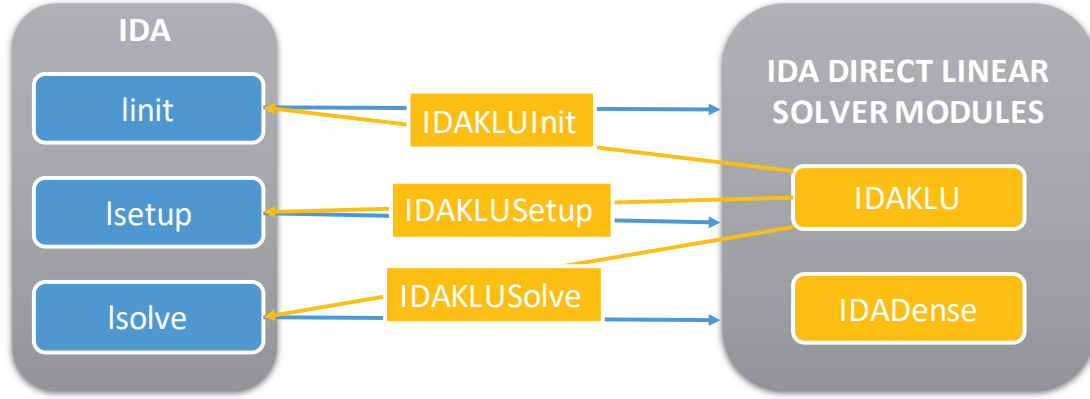 IDA
linit
lsetup
lsolve
IDAKLUInit
IDAKLUSetup
IDAKLUSolve
IDA DIRECT LINEAR
SOLVER MODULES
IDAKLU
IDADense